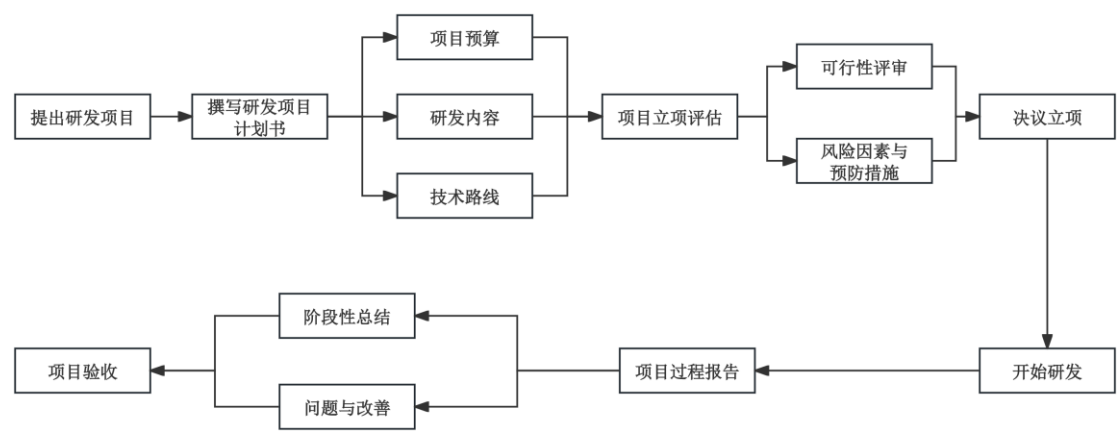 提出研发项目
撰写研发项目
计划书
项目预算
研发内容
技术路线
项目立项评估
可行性评审
风险因素与
预防措施
决议立项
开始研发
项目过程报告
阶段性总结
问题与改善
项目验收